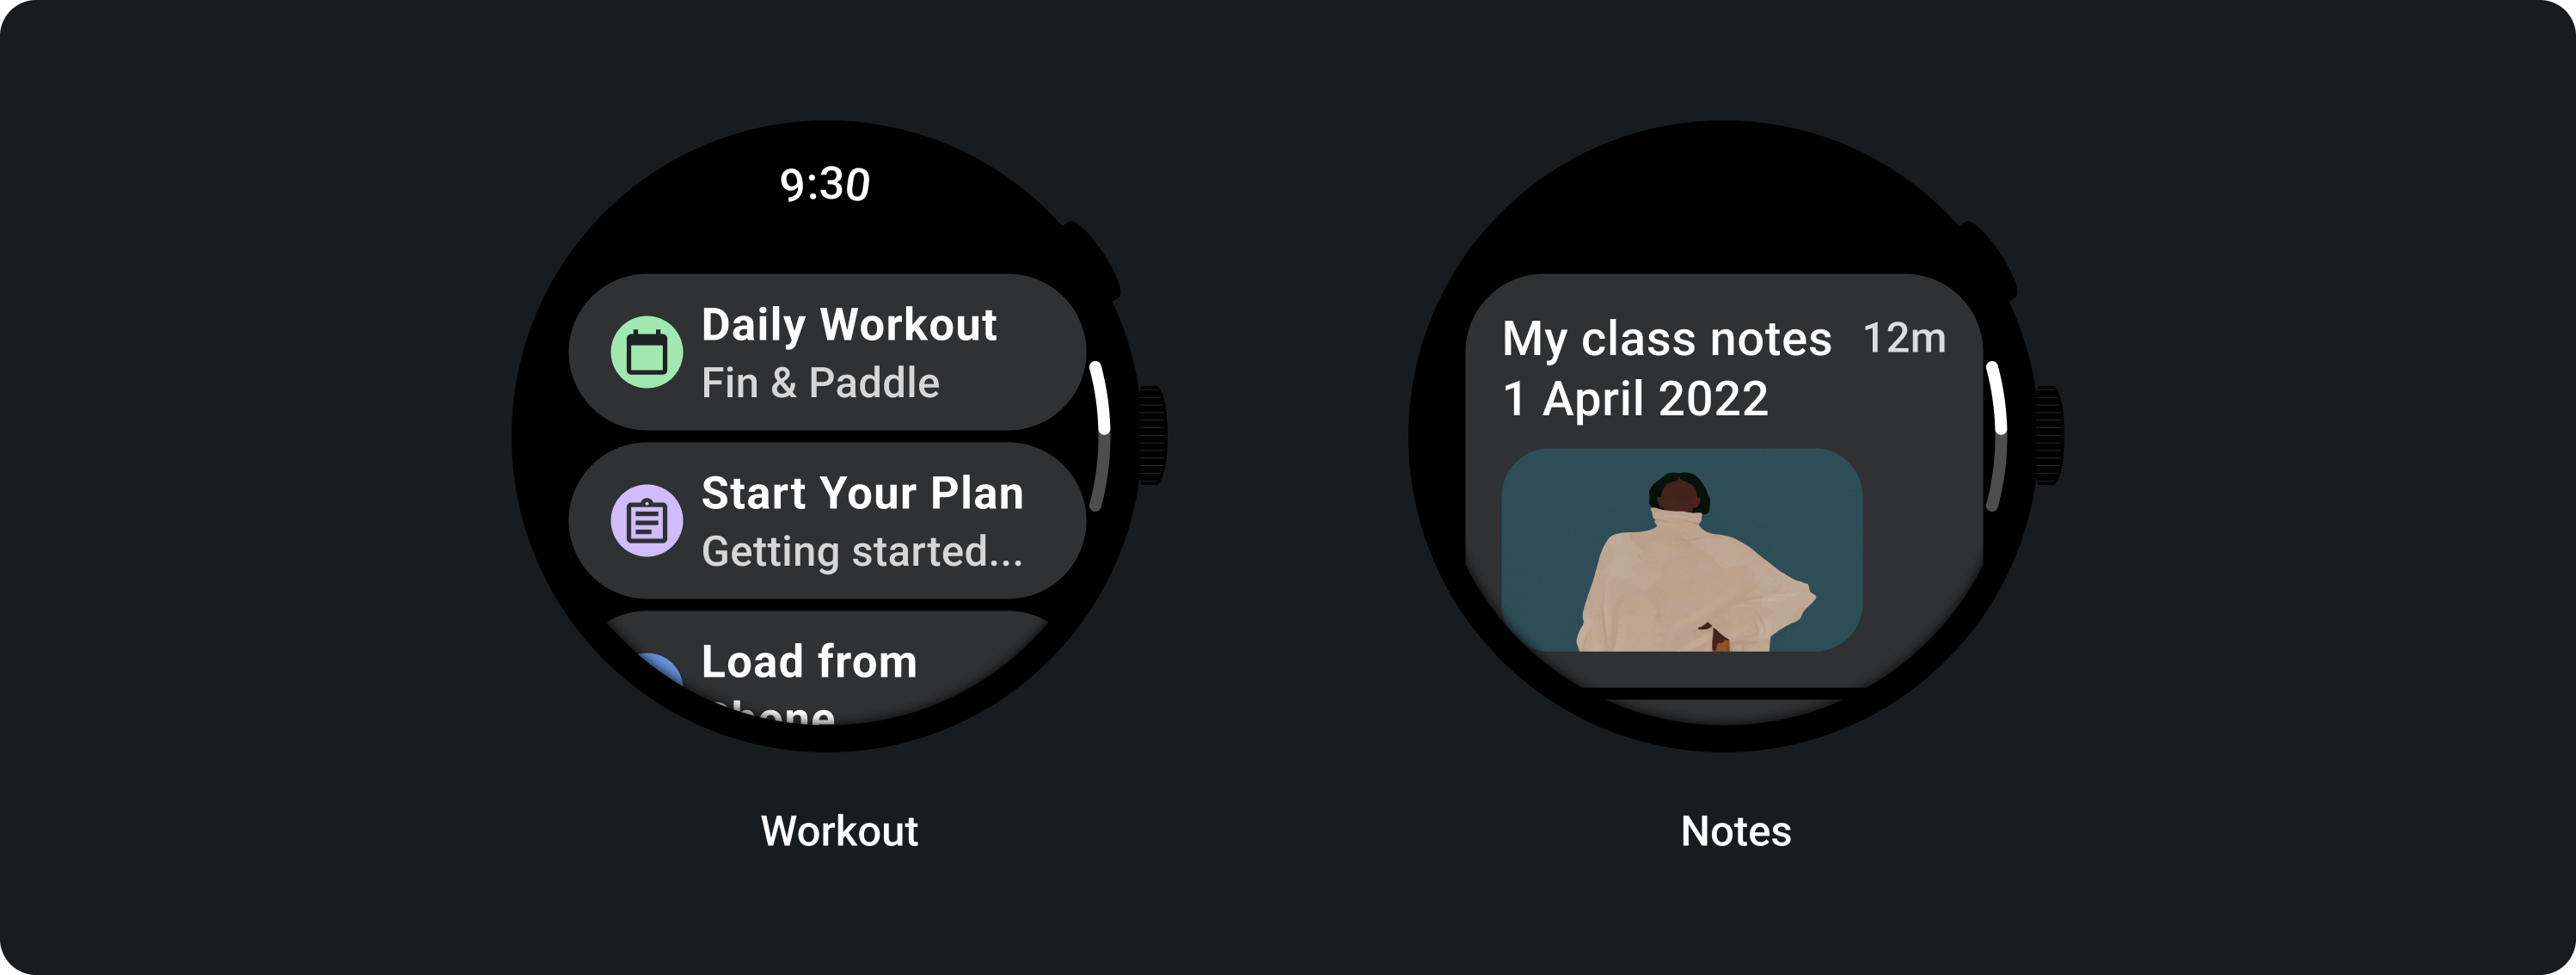 9:30
Daily Workout
Fin & Paddle
Start Your Plan
Getting started...
Load from
Phone
Workout
My class notes 12m
1 April 2022
Notes